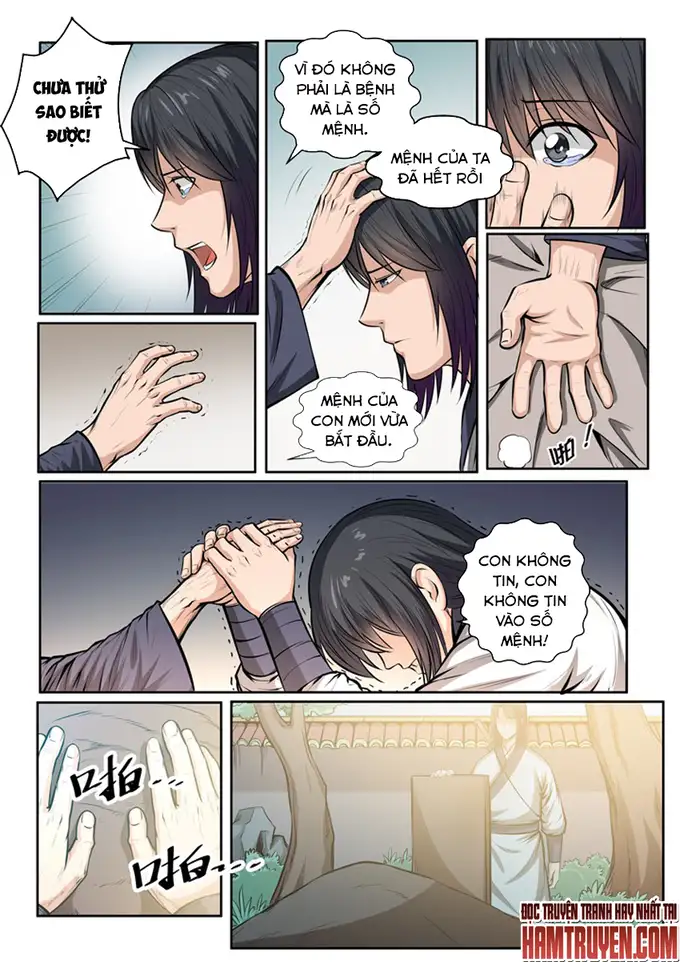 CHƯA THỬ
SAO BIẾT
ĐƯỢC!
VÌ ĐÓ KHÔNG
PHẢI LÀ BỆNH
MÀ LÀ SỐ
MỆNH.
MỆNH CỦA TA
ĐÃ HẾT RỒI
MỆNH CỦA
CON MỚI VỪA
BẮT ĐẦU.
啪!
CON KHÔNG
TIN, CON
KHÔNG TIN
VÀO SỐ
MỆNH!
啪...
啪...
ĐỌC TRUYỆN TRANH HAY NHẤT TẠI
HAMTRUYEN.COM